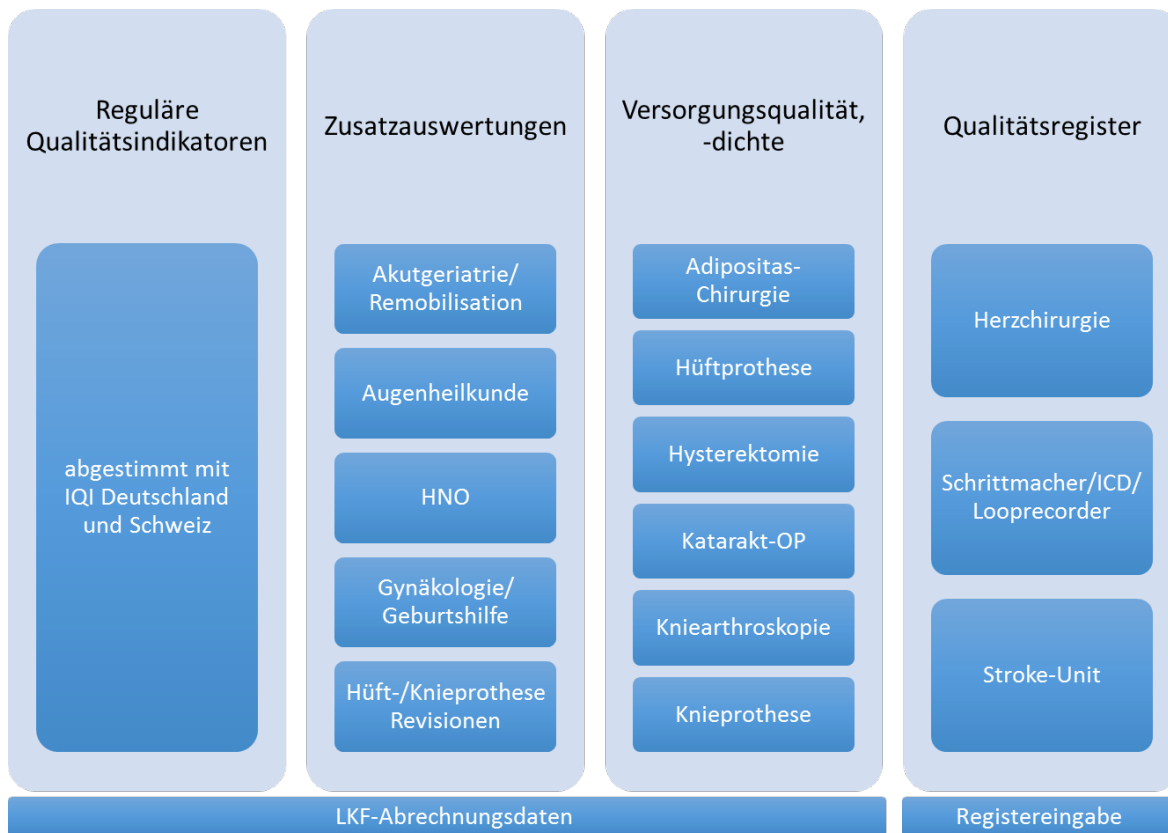 Reguläre
Qualitätsindikatoren
abgestimmt mit
IQI Deutschland
und Schweiz
Zusatzauswertungen
Akutgeriatrie/
Remobilisation
Augenheilkunde
HNO
Gynäkologie/
Geburtshilfe
Hüft-/Knieprothese
Revisionen
Versorgungsqualität,
-dichte
Adipositas-
Chirurgie
Hüftprothese
Hysterektomie
Katarakt-OP
Kniearthroskopie
Knieprothese
Qualitätsregister
Herzchirurgie
Schrittmacher/ICD/
Looprecorder
Stroke-Unit
LKF-Abrechnungsdaten
Registereingabe